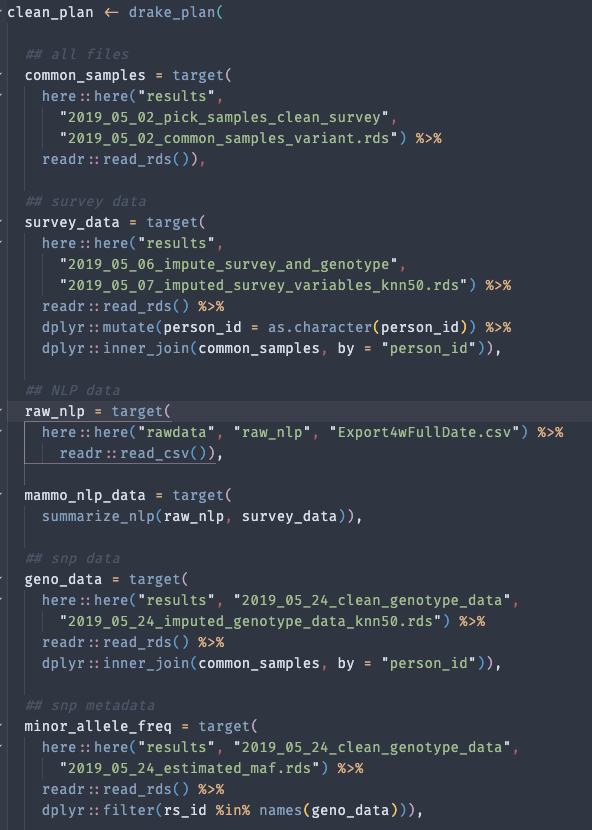 clean_plan <- drake_plan(
## all files
common_samples = target(
here::here("results",
"2019_05_02_pick_samples_clean_survey",
"2019_05_02_common_samples_variant.rds") %>%
readr::read_rds()),
## survey data
survey_data = target(
here::here("results",
"2019_05_06_impute_survey_and_genotype",
"2019_05_07_imputed_survey_variables_knn50.rds") %>%
readr::read_rds() %>%
dplyr::mutate(person_id = as.character(person_id)) %>%
dplyr::inner_join(common_samples, by = "person_id")),
## NLP data
raw_nlp = target(
here::here("rawdata", "raw_nlp", "Export4wFullDate.csv") %>%
readr::read_csv()),
mammo_nlp_data = target(
summarize_nlp(raw_nlp, survey_data)),
## snp data
geno_data = target(
here::here("results", "2019_05_24_clean_genotype_data",
"2019_05_24_imputed_genotype_data_knn50.rds") %>%
readr::read_rds() %>%
dplyr::inner_join(common_samples, by = "person_id")),
## snp metadata
minor_allele_freq = target(
here::here("results", "2019_05_24_clean_genotype_data",
"2019_05_24_estimated_maf.rds") %>%
readr::read_rds() %>%
dplyr::filter(rs_id %in% names(geno_data))),